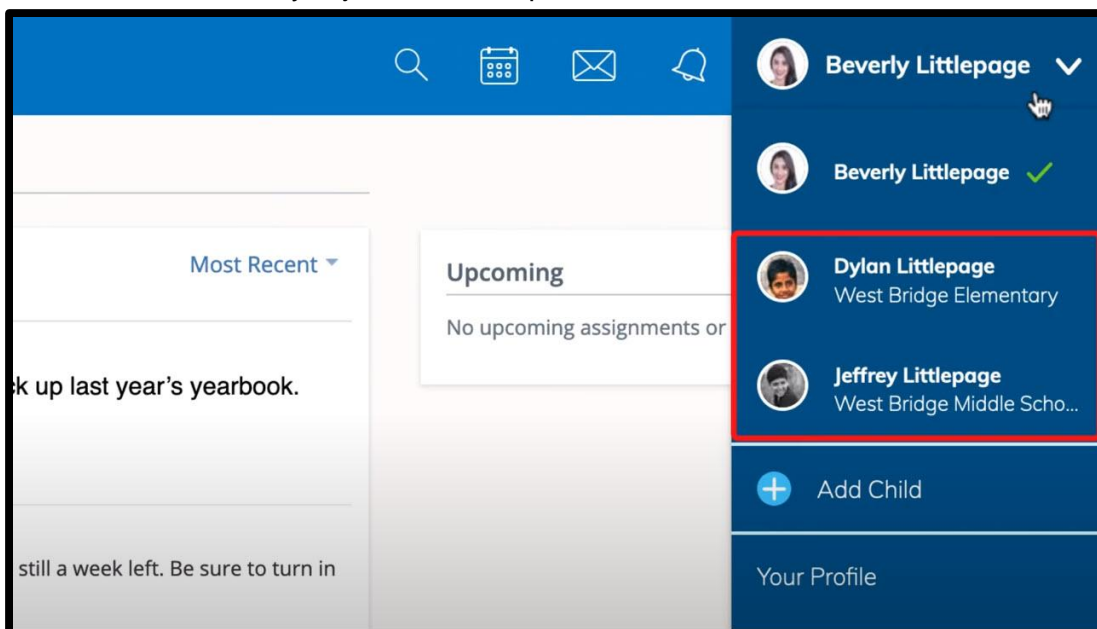 Beverly Littlepage
Beverly Littlepage
Most Recent
Upcoming
No upcoming assignments or
Dylan Littlepage
West Bridge Elementary
ck up last year's yearbook.
Jeffrey Littlepage
West Bridge Middle Scho...
Add Child
still a week left. Be sure to turn in
Your Profile